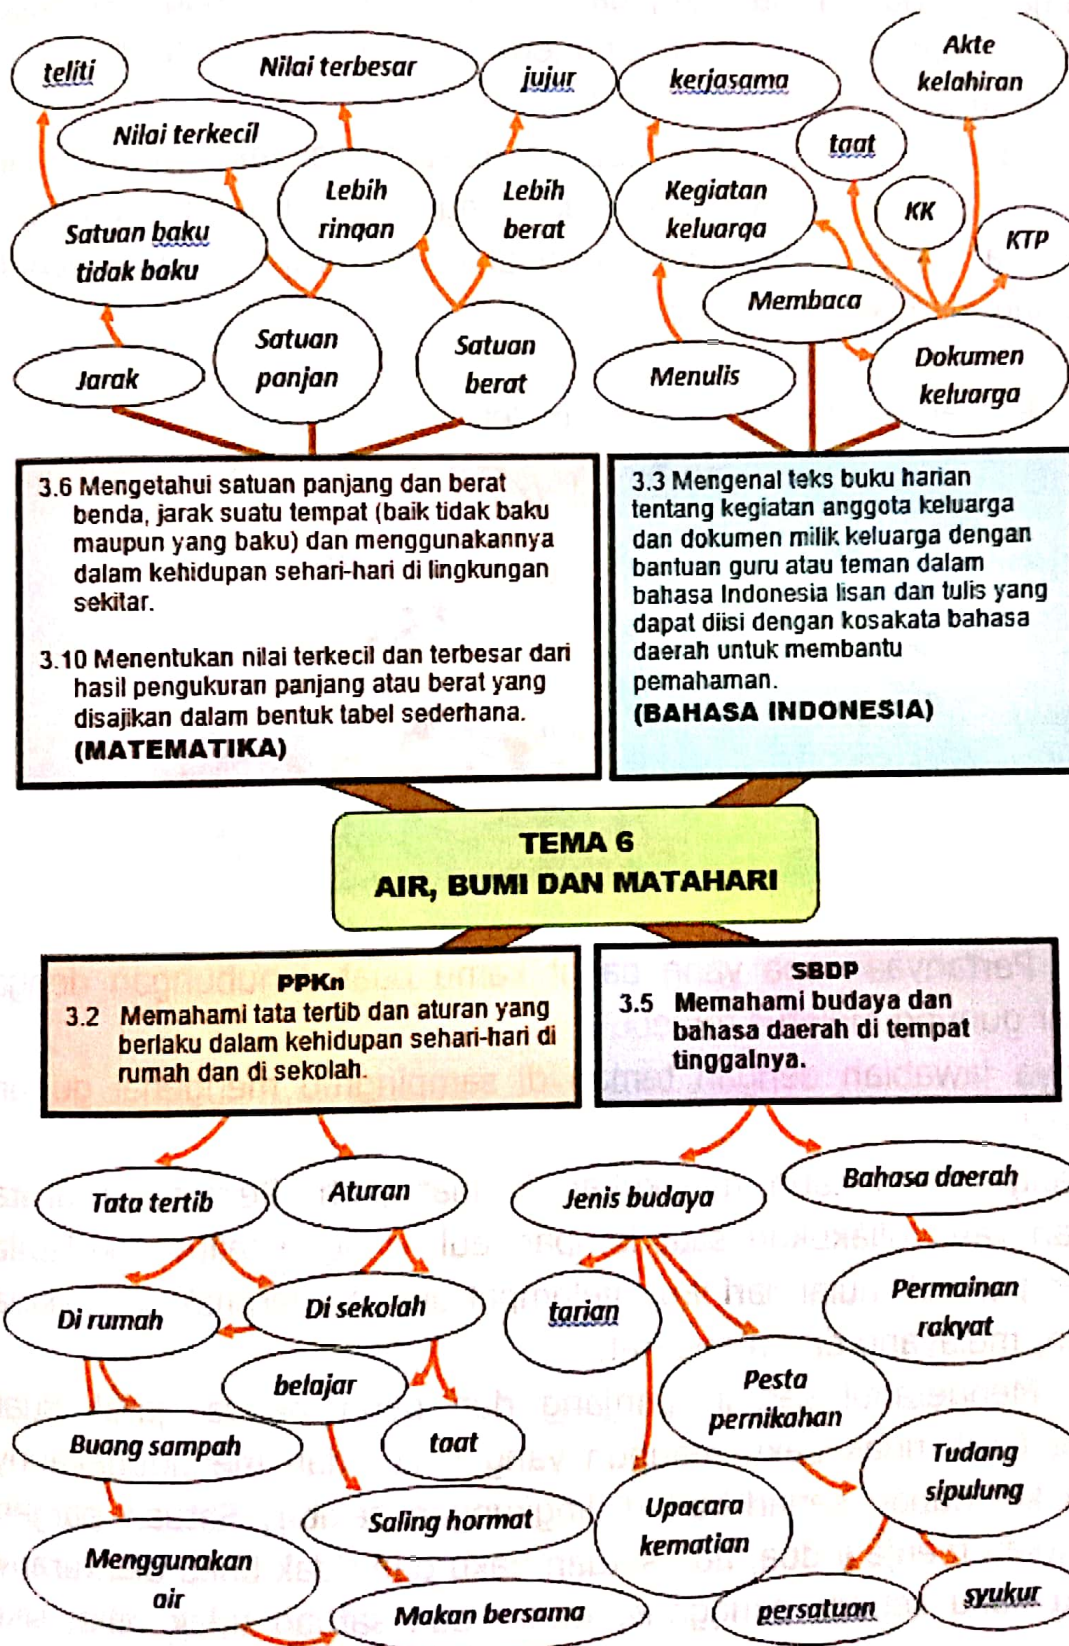 teliti
Nilai terbesar
jujur
kerjasama
Akte
kelahiran
Nilai terkecil
taat
Satuan baku
tidak baku
Lebih
ringan
Lebih
berat
Kegiatan
keluarga
KK
KTP
Membaca
Jarak
Satuan
panjan
Satuan
berat
Menulis
Dokumen
keluarga
3.6 Mengetahui satuan panjang dan berat
benda, jarak suatu tempat (baik tidak baku
maupun yang baku) dan menggunakannya
dalam kehidupan sehari-hari di lingkungan
sekitar.
3.10 Menentukan nilai terkecil dan terbesar dari
hasil pengukuran panjang atau berat yang
disajikan dalam bentuk tabel sederhana.
(MATEMATIKA)
3.3 Mengenal teks buku harian
tentang kegiatan anggota keluarga
dan dokumen milik keluarga dengan
bantuan guru atau teman dalam
bahasa Indonesia lisan dan tulis yang
dapat diisi dengan kosakata bahasa
daerah untuk membantu
pemahaman.
(BAHASA INDONESIA)
TEMA 6
AIR, BUMI DAN MATAHARI
PPKn
3.2 Memahami tata tertib dan aturan yang
berlaku dalam kehidupan sehari-hari di
rumah dan di sekolah.
SBDP
3.5 Memahami budaya dan
bahasa daerah di tempat
tinggalnya.
Tata tertib
Aturan
Jenis budaya
Bahasa daerah
Di rumah
Di sekolah
tarian
Permainan
rakyat
belajar
Pesta
pernikahan
Buang sampah
taat
Tudang
sipulung
Saling hormat
Upacara
kematian
Menggunakan
air
Makan bersama
persatuan
syukur